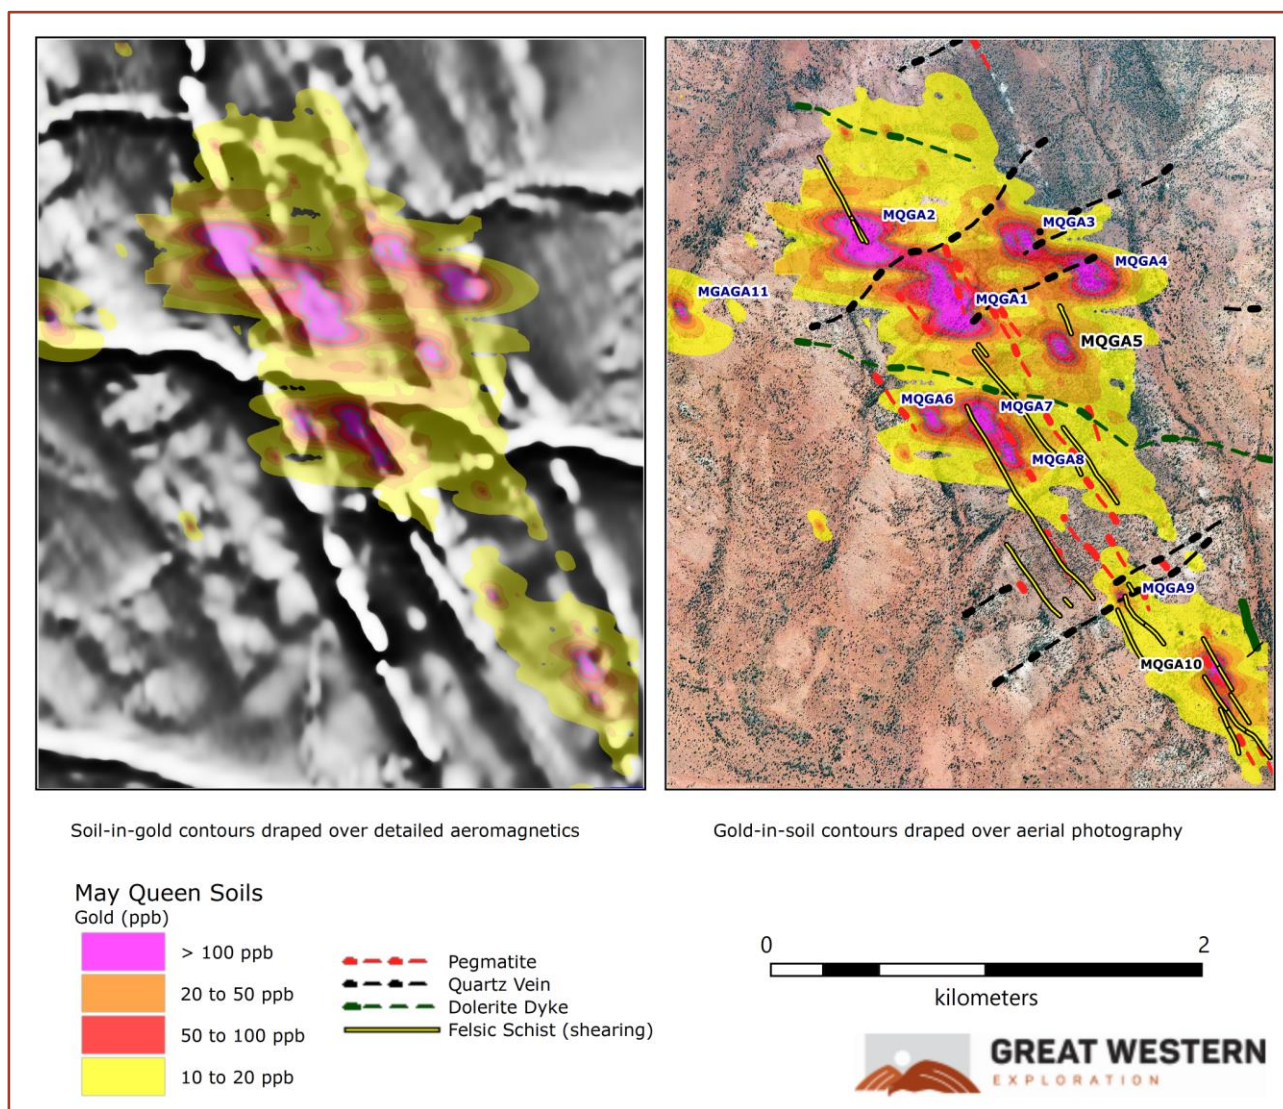 MQGA2
MQGA3
MQGA4
MGAGA11
MQGA1
MQGA5
MQGA6
MQGA7
MQGA8
MQGA9
MQGA10
Soil-in-gold contours draped over detailed aeromagnetics
Gold-in-soil contours draped over aerial photography
May Queen Soils
Gold (ppb)
> 100 ppb
20 to 50 ppb
50 to 100 ppb
10 to 20 ppb
Pegmatite
Quartz Vein
Dolerite Dyke
Felsic Schist (shearing)
0 2
kilometers
GREAT WESTERN
EXPLORATION